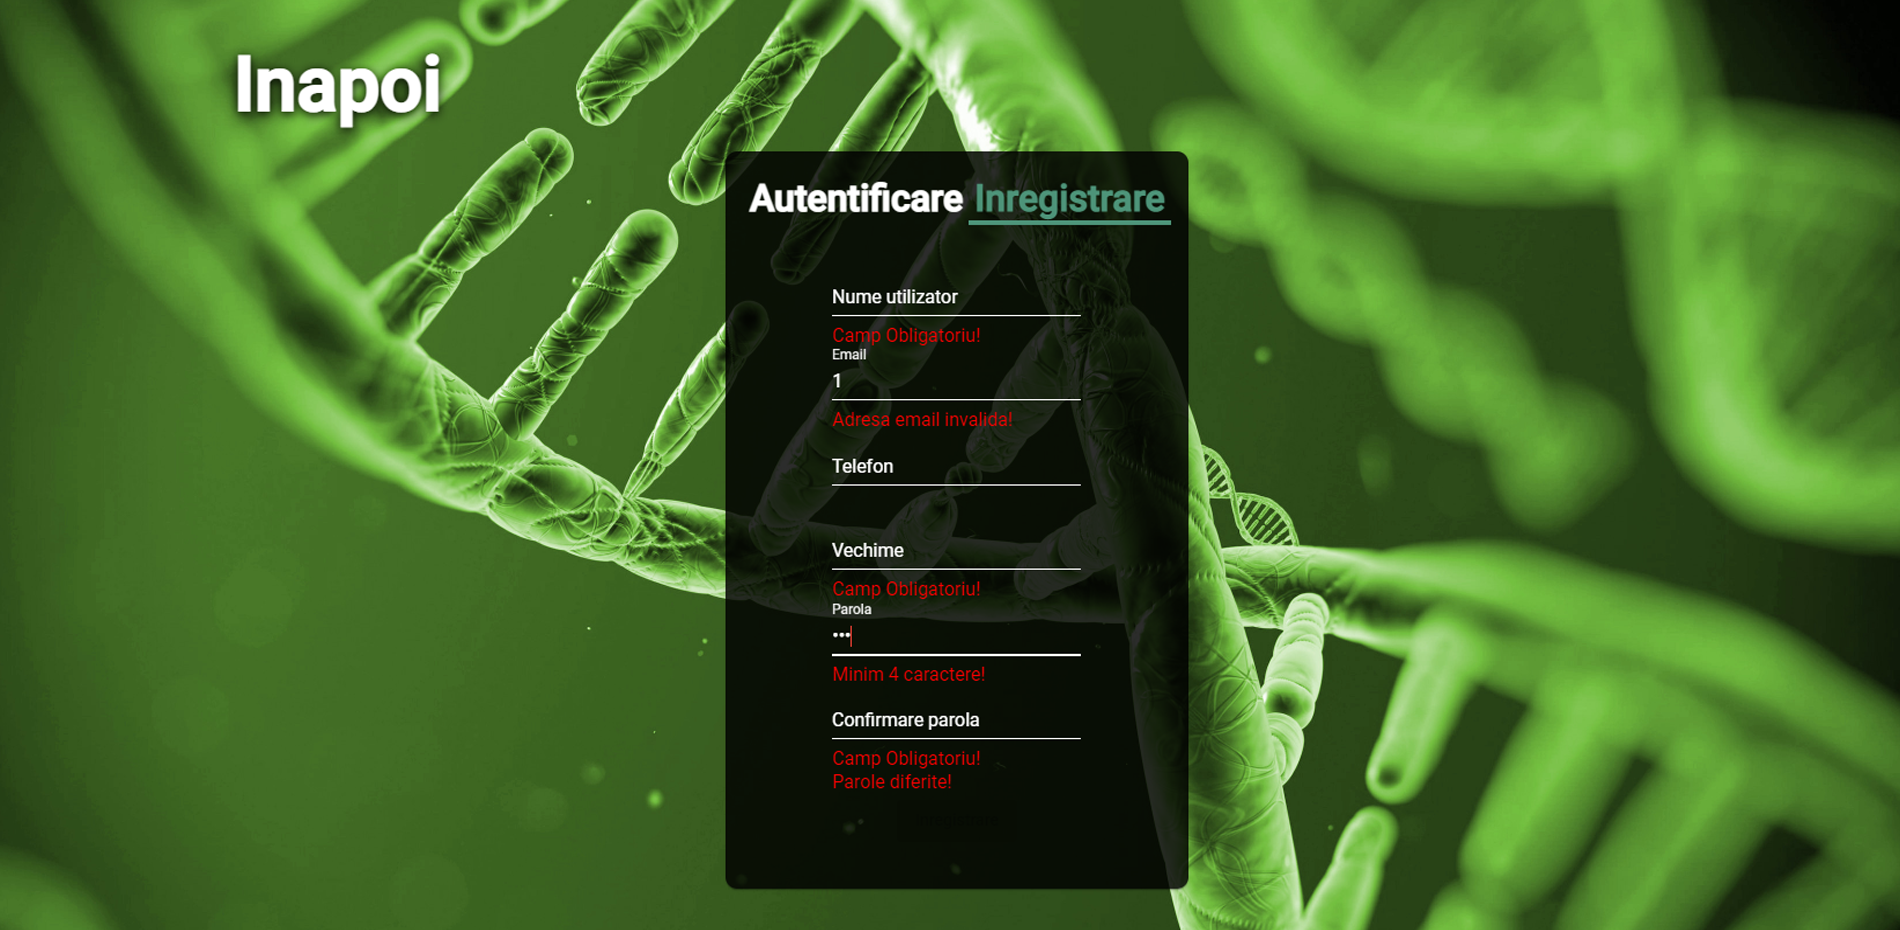 Inapoi
Autentificare Inregistrare
Nume utilizator
Camp Obligatoriu!
Email
1
Adresa email invalida!
Telefon
Vechime
Camp Obligatoriu!
Parola
•••
Minim 4 caractere!
Confirmare parola
Camp Obligatoriu!
Parole diferite!